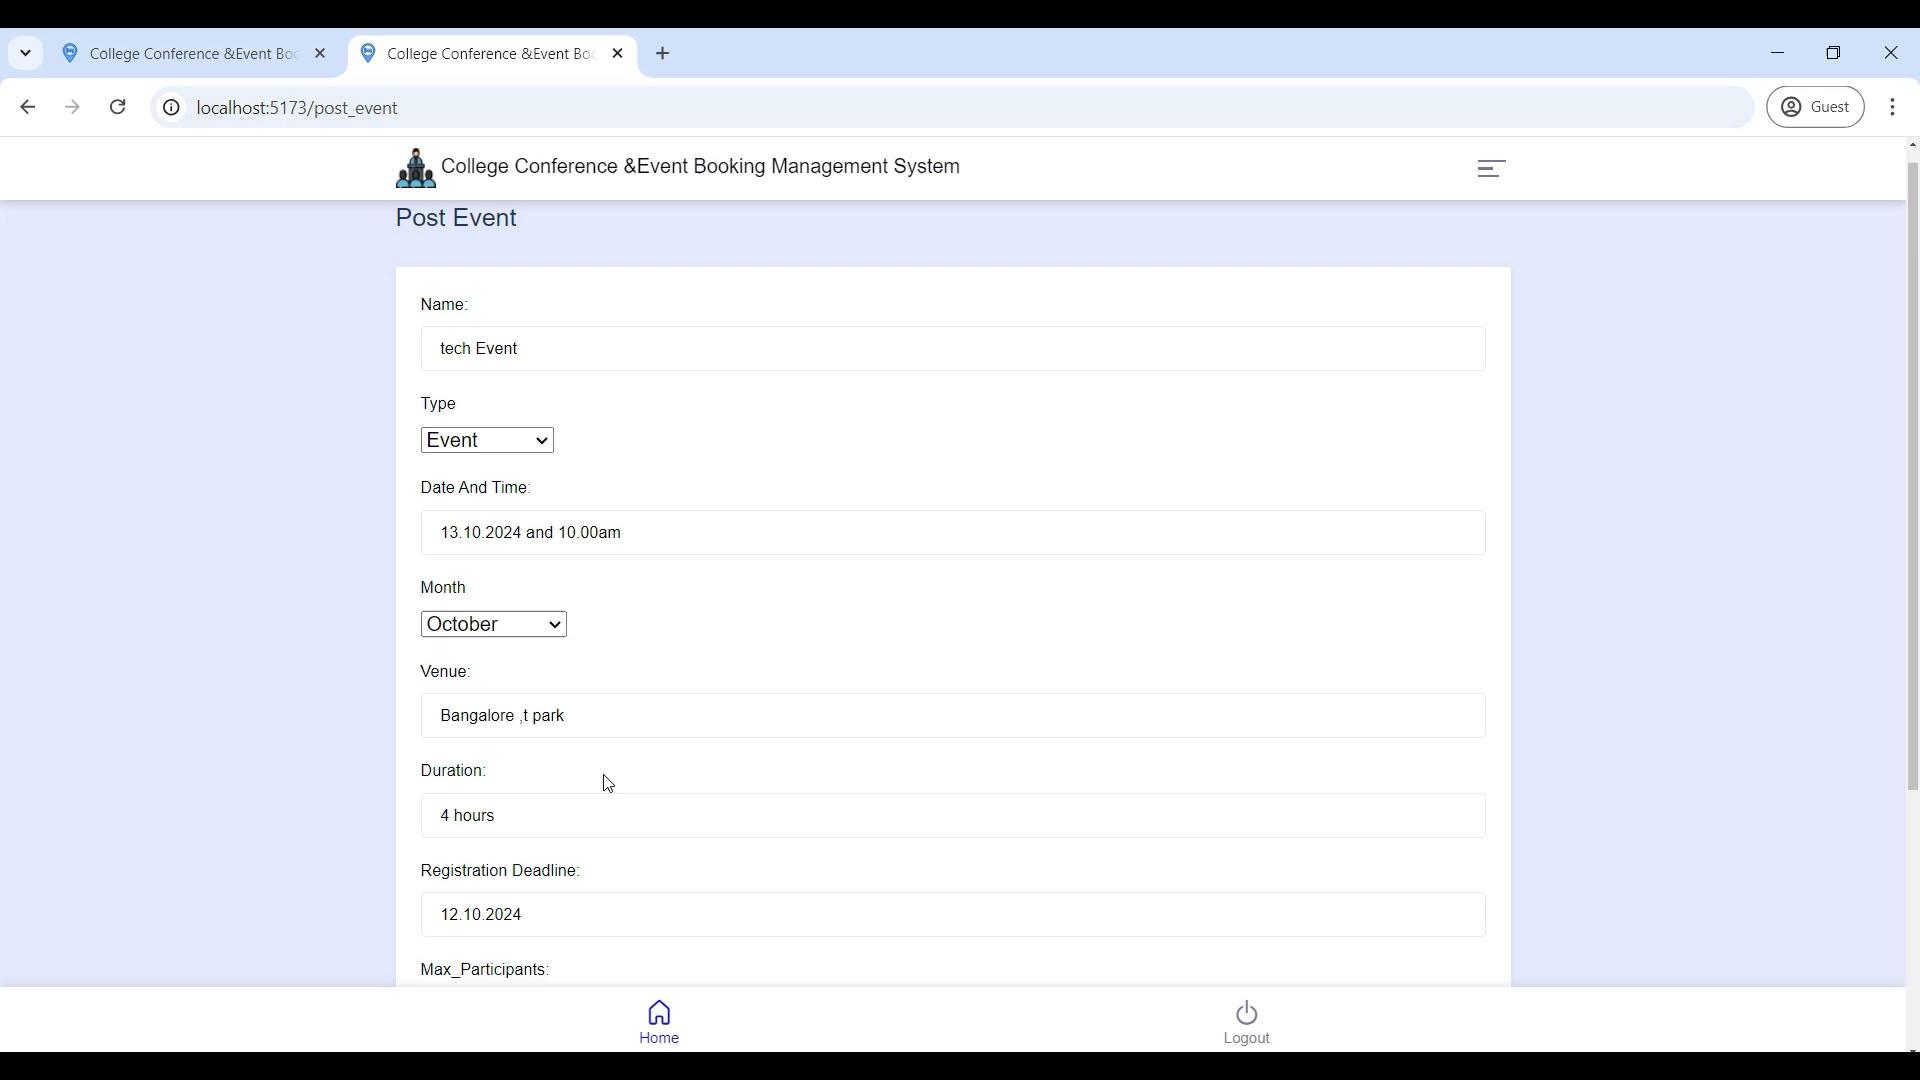 College Conference &Event Boo
College Conference &Event Boo
localhost:5173/post_event
Guest
College Conference &Event Booking Management System
Post Event
Name:
tech Event
Type
Event
Date And Time:
13.10.2024 and 10.00am
Month
October
Venue:
Bangalore ,t park
Duration:
4 hours
Registration Deadline:
12.10.2024
Max_Participants:
Home
Logout